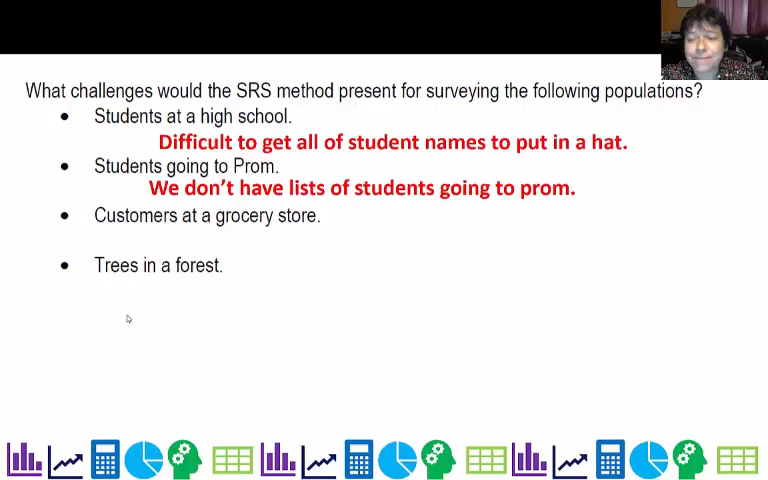 What challenges would the SRS method present for surveying the following populations?
• Students at a high school.
Difficult to get all of student names to put in a hat.
• Students going to Prom.
We don't have lists of students going to prom.
• Customers at a grocery store.
• Trees in a forest.